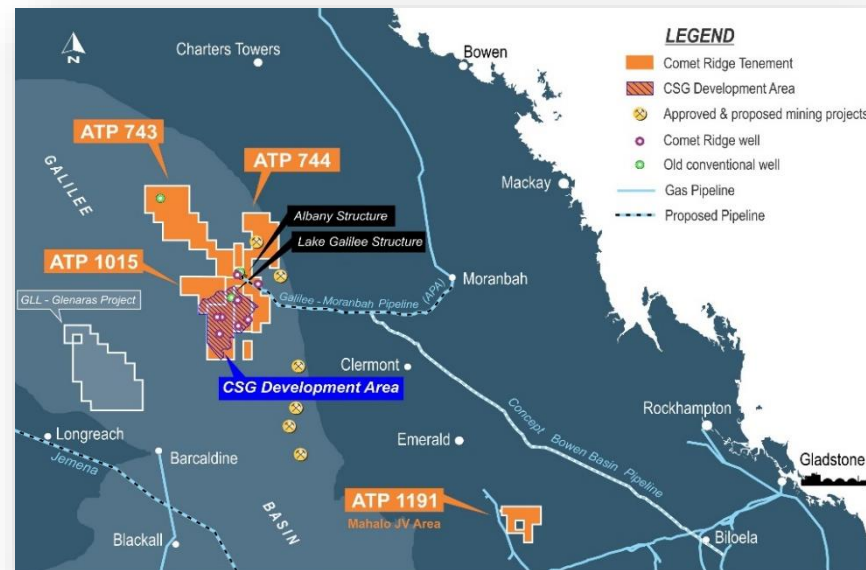 LEGEND
Comet Ridge Tenement
CSG Development Area
Approved & proposed mining projects
Comet Ridge well
Old conventional well
Gas Pipeline
Proposed Pipeline
N
Charters Towers
Bowen
ATP 743
ATP 744
GALILEE
Mackay
Albany Structure
Lake Galilee Structure
ATP 1015
Moranbah
Galilee - Moranbah Pipeline (APA)
GLL - Glenaras Project
Clermont
CSG Development Area
Concept Bowen Basin Pipeline
Rockhampton
Longreach
Emerald
Barcaldine
Gladstone
Jemena
ATP 1191
Mahalo JV Area
BASIN
Blackall
Biloela